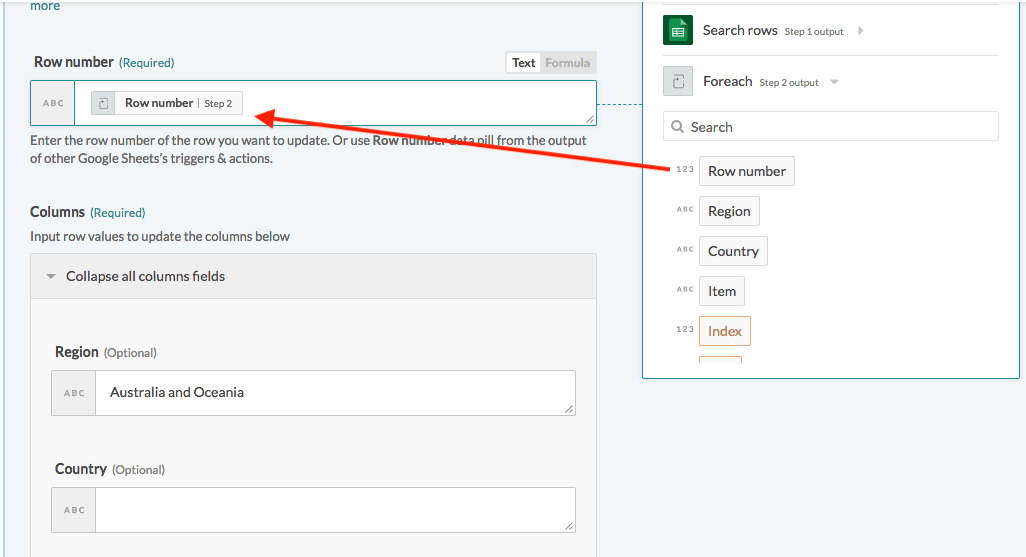 more
Row number (Required)
Text Formula
ABC Row number | Step 2
Enter the row number of the row you want to update. Or use Row number data pill from the output
of other Google Sheets's triggers & actions.
Columns (Required)
Input row values to update the columns below
Collapse all columns fields
Region (Optional)
ABC Australia and Oceania
Country (Optional)
ABC
Search rows Step 1 output
Foreach Step 2 output
Search
123 Row number
ABC Region
ABC Country
ABC Item
123 Index